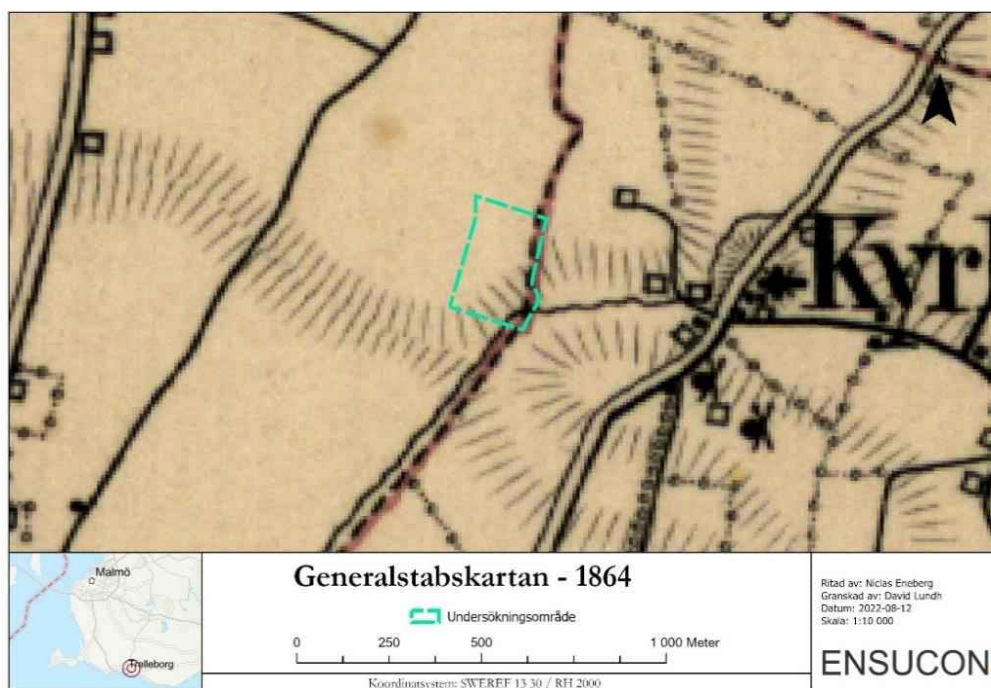 Kyrl
Malmö
Trelleborg
Generalstabskartan - 1864
Undersökningsområde
0 250 500 1 000 Meter
Koordinatsystem: SWEREF 13 30 / RH 2000
Ritad av: Niclas Eneberg
Granskad av: David Lundh
Datum: 2022-08-12
Skala: 1:10 000
ENSUCON